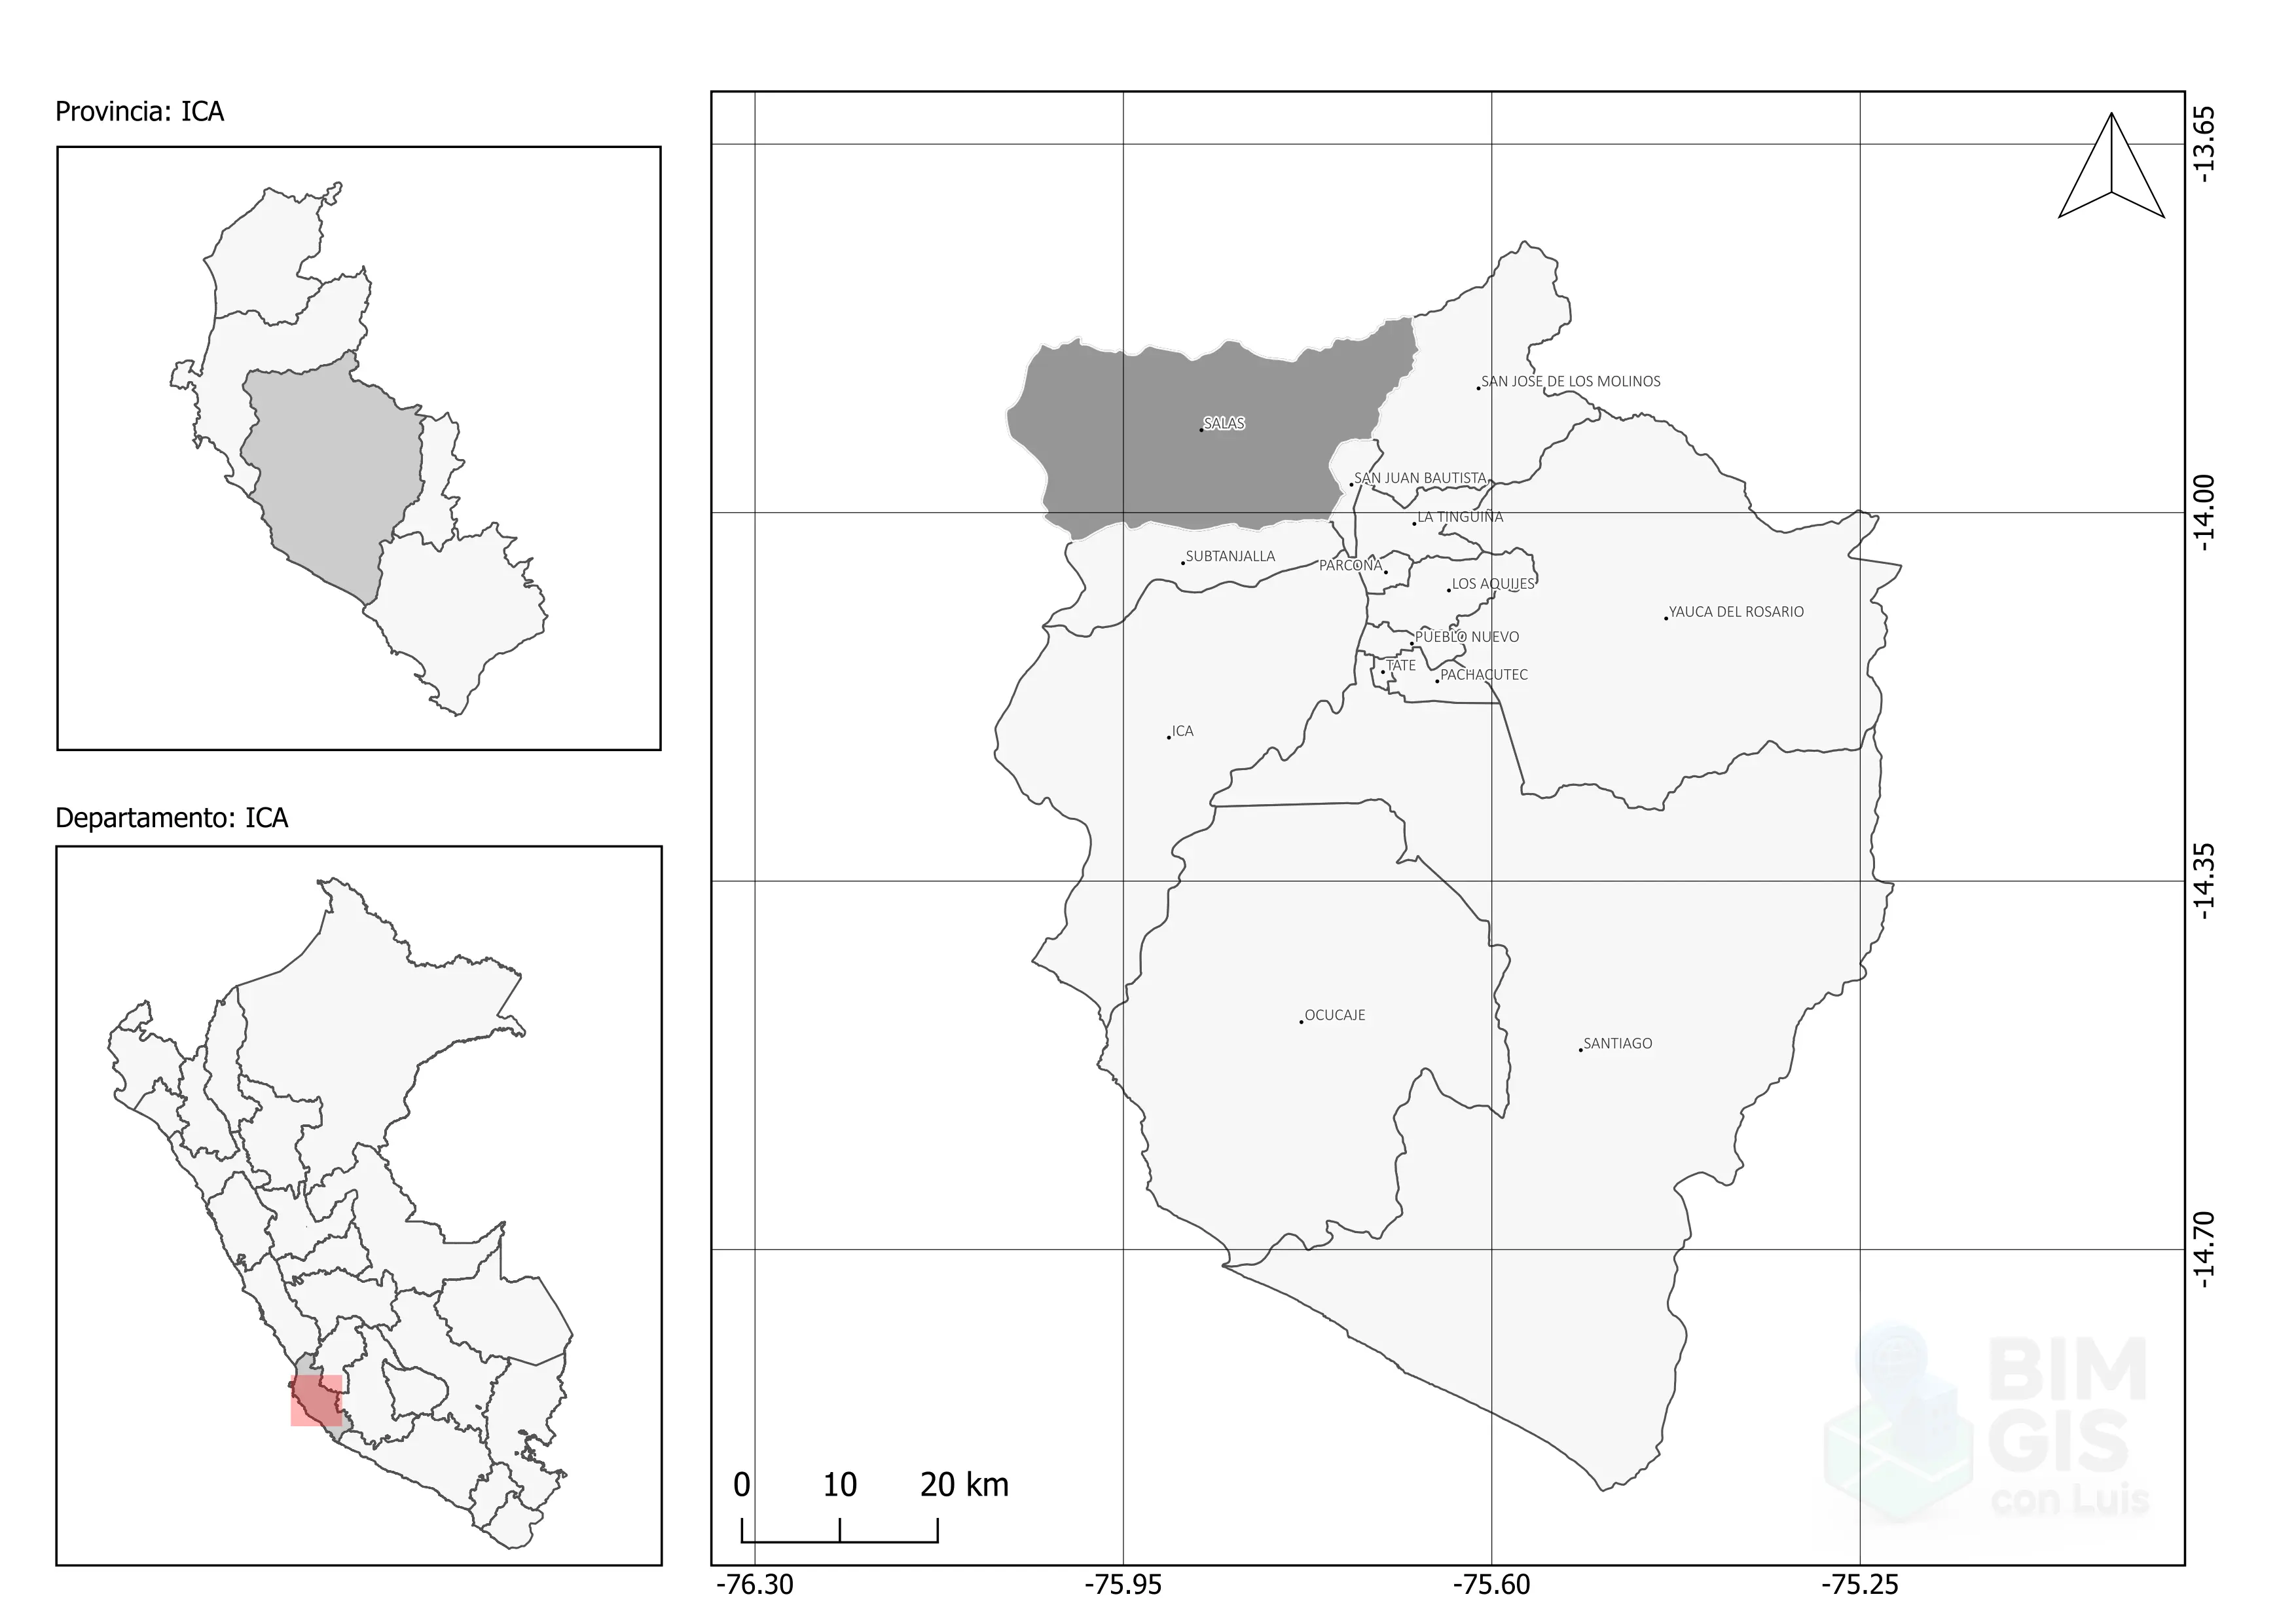 Provincia: ICA
Departamento: ICA
SAN JOSE DE LOS MOLINOS
SALAS
SAN JUAN BAUTISTA
LA TINGUIÑA
SUBTANJALLA
PARCONA
LOS AQUIJES
YAUCA DEL ROSARIO
PUEBLO NUEVO
TATE
PACHACUTEC
ICA
OCUCAJE
SANTIAGO
-13.65
-14.00
-14.35
-14.70
0 10 20 km
-76.30 -75.95 -75.60 -75.25
BIM
GIS
con Luis